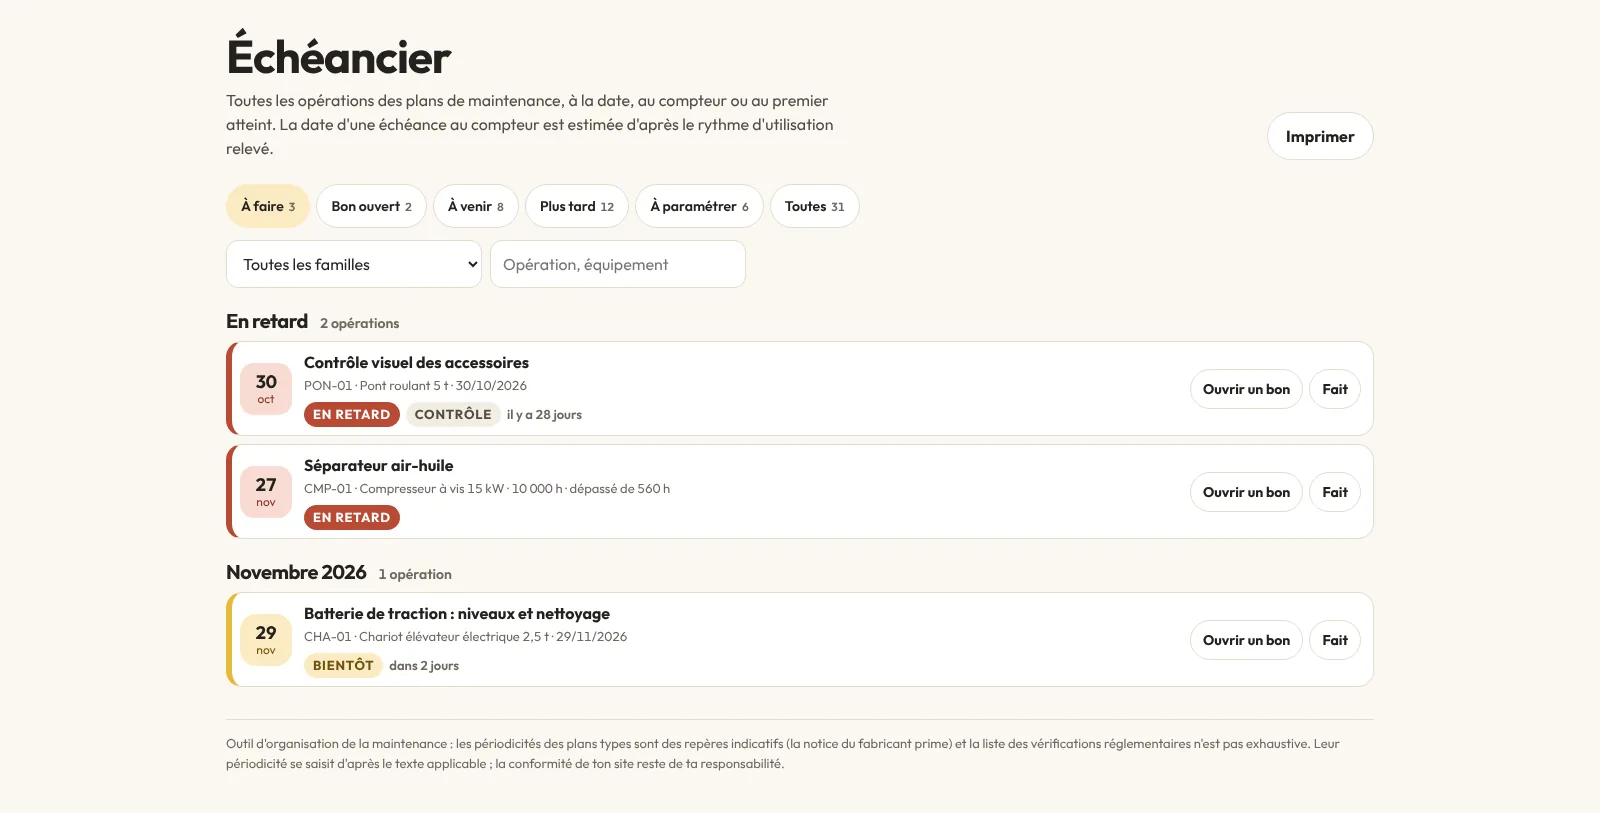 Échéancier
Toutes les opérations des plans de maintenance, à la date, au compteur ou au premier
atteint. La date d'une échéance au compteur est estimée d'après le rythme d'utilisation
relevé.
Imprimer
À faire 3
Bon ouvert 2
À venir 8
Plus tard 12
À paramétrer 6
Toutes 31
Toutes les familles
Opération, équipement
En retard 2 opérations
30
oct
Contrôle visuel des accessoires
PON-01 · Pont roulant 5 t · 30/10/2026
EN RETARD CONTRÔLE il y a 28 jours
Ouvrir un bon
Fait
27
nov
Séparateur air-huile
CMP-01 · Compresseur à vis 15 kW · 10 000 h · dépassé de 560 h
EN RETARD
Ouvrir un bon
Fait
Novembre 2026 1 opération
29
nov
Batterie de traction : niveaux et nettoyage
CHA-01 · Chariot élévateur électrique 2,5 t · 29/11/2026
BIENTÔT dans 2 jours
Ouvrir un bon
Fait
Outil d'organisation de la maintenance : les périodicités des plans types sont des repères indicatifs (la notice du fabricant prime) et la liste des vérifications réglementaires n'est pas exhaustive. Leur
périodicité se saisit d'après le texte applicable ; la conformité de ton site reste de ta responsabilité.